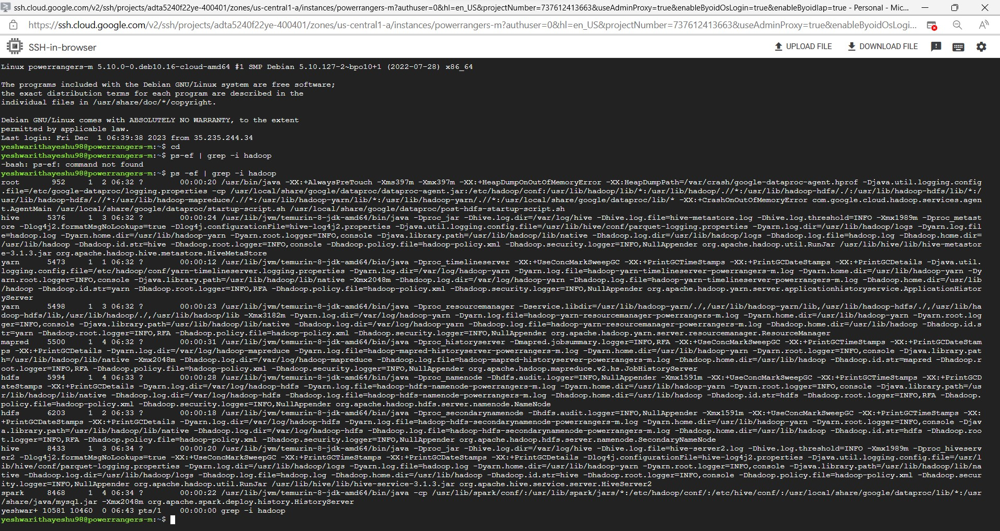 ssh.cloud.google.com/v2/ssh/projects/adta5240f22ye-400401/zones/us-central1-a/instances/powerrangers-m?authuser=0&hl=en_US&projectNumber=737612413663&useAdminProxy=true&enableByoidOsLogin=true&enableByoidIap=true - Personal - Mic...
https://ssh.cloud.google.com/v2/ssh/projects/adta5240f22ye-400401/zones/us-central1-a/instances/powerrangers-m?authuser=0&hl=en_US&projectNumber=737612413663&useAdminProxy=true&enableByoidOsLogi...
SSH-in-browser
UPLOAD FILE
DOWNLOAD FILE
Linux powerrangers-m 5.10.0-0.deb10.16-cloud-amd64 #1 SMP Debian 5.10.127-2~bpo10+1 (2022-07-28) x86_64
The programs included with the Debian GNU/Linux system are free software;
the exact distribution terms for each program are described in the
individual files in /usr/share/doc/*/copyright.
Debian GNU/Linux comes with ABSOLUTELY NO WARRANTY, to the extent
permitted by applicable law.
Last login: Fri Dec  1 06:39:38 2023 from 35.235.244.34
yeshwarithayeshu98@powerrangers-m:~$ cd
yeshwarithayeshu98@powerrangers-m:~$ ps-ef | grep -i hadoop
-bash: ps-ef: command not found
yeshwarithayeshu98@powerrangers-m:~$ ps -ef | grep -i hadoop
root       952     1  2 06:32 ?        00:00:20 /usr/bin/java -XX:+AlwaysPreTouch -Xms397m -Xmx397m -XX:+HeapDumpOnOutOfMemoryError -XX:HeapDumpPath=/var/crash/google-dataproc-agent.hprof -Djava.util.logging.config
.file=/etc/google-dataproc/logging.properties -cp /usr/local/share/google/dataproc/dataproc-agent.jar:/etc/hadoop/conf:/usr/lib/hadoop/lib/*:/usr/lib/hadoop/.//*:/usr/lib/hadoop-hdfs/./:/usr/lib/hadoop-hdfs/lib/*:/
usr/lib/hadoop-hdfs/.//*:/usr/lib/hadoop-mapreduce/.//*:/usr/lib/hadoop-yarn/lib/*:/usr/lib/hadoop-yarn/.//*:/usr/local/share/google/dataproc/lib/* -XX:+CrashOnOutOfMemoryError com.google.cloud.hadoop.services.agen
t.AgentMain /usr/local/share/google/dataproc/startup-script.sh /usr/local/share/google/dataproc/post-hdfs-startup-script.sh
hive      5376     1  3 06:32 ?        00:00:24 /usr/lib/jvm/temurin-8-jdk-amd64/bin/java -Dproc_jar -Dhive.log.dir=/var/log/hive -Dhive.log.file=hive-metastore.log -Dhive.log.threshold=INFO -Xmx1989m -Dproc_metast
ore -Dlog4j2.formatMsgNoLookups=true -Dlog4j.configurationFile=hive-log4j2.properties -Djava.util.logging.config.file=/usr/lib/hive/conf/parquet-logging.properties -Dyarn.log.dir=/usr/lib/hadoop/logs -Dyarn.log.fil
e=hadoop.log -Dyarn.home.dir=/usr/lib/hadoop-yarn -Dyarn.root.logger=INFO,console -Djava.library.path=/usr/lib/hadoop/lib/native -Dhadoop.log.dir=/usr/lib/hadoop/logs -Dhadoop.log.file=hadoop.log -Dhadoop.home.dir=
/usr/lib/hadoop -Dhadoop.id.str=hive -Dhadoop.root.logger=INFO,console -Dhadoop.policy.file=hadoop-policy.xml -Dhadoop.security.logger=INFO,NullAppender org.apache.hadoop.util.RunJar /usr/lib/hive/lib/hive-metastor
e-3.1.3.jar org.apache.hadoop.hive.metastore.HiveMetaStore
yarn      5473     1  1 06:32 ?        00:00:12 /usr/lib/jvm/temurin-8-jdk-amd64/bin/java -Dproc_timelineserver -XX:+UseConcMarkSweepGC -XX:+PrintGCTimeStamps -XX:+PrintGCDateStamps -XX:+PrintGCDetails -Djava.util.
logging.config.file=/etc/hadoop/conf/yarn-timelineserver.logging.properties -Dyarn.log.dir=/var/log/hadoop-yarn -Dyarn.log.file=hadoop-yarn-timelineserver-powerrangers-m.log -Dyarn.home.dir=/usr/lib/hadoop-yarn -Dy
arn.root.logger=INFO,console -Djava.library.path=/usr/lib/hadoop/lib/native -Xmx2048m -Dhadoop.log.dir=/var/log/hadoop-yarn -Dhadoop.log.file=hadoop-yarn-timelineserver-powerrangers-m.log -Dhadoop.home.dir=/usr/lib
/hadoop -Dhadoop.id.str=yarn -Dhadoop.root.logger=INFO,RFA -Dhadoop.policy.file=hadoop-policy.xml -Dhadoop.security.logger=INFO,NullAppender org.apache.hadoop.yarn.server.applicationhistoryservice.ApplicationHistor
yServer
yarn      5498     1  3 06:32 ?        00:00:23 /usr/lib/jvm/temurin-8-jdk-amd64/bin/java -Dproc_resourcemanager -Dservice.libdir=/usr/lib/hadoop-yarn/./,/usr/lib/hadoop-yarn/lib,/usr/lib/hadoop-hdfs/./,/usr/lib/ha
doop-hdfs/lib,/usr/lib/hadoop/./,/usr/lib/hadoop/lib -Xmx3182m -Dyarn.log.dir=/var/log/hadoop-yarn -Dyarn.log.file=hadoop-yarn-resourcemanager-powerrangers-m.log -Dyarn.home.dir=/usr/lib/hadoop-yarn -Dyarn.root.log
ger=INFO,console -Djava.library.path=/usr/lib/hadoop/lib/native -Dhadoop.log.dir=/var/log/hadoop-yarn -Dhadoop.log.file=hadoop-yarn-resourcemanager-powerrangers-m.log -Dhadoop.home.dir=/usr/lib/hadoop -Dhadoop.id.s
tr=yarn -Dhadoop.root.logger=INFO,RFA -Dhadoop.policy.file=hadoop-policy.xml -Dhadoop.security.logger=INFO,NullAppender org.apache.hadoop.yarn.server.resourcemanager.ResourceManager
mapred    5500     1  4 06:32 ?        00:00:31 /usr/lib/jvm/temurin-8-jdk-amd64/bin/java -Dproc_historyserver -Dmapred.jobsummary.logger=INFO,RFA -XX:+UseConcMarkSweepGC -XX:+PrintGCTimeStamps -XX:+PrintGCDateStam
ps -XX:+PrintGCDetails -Dyarn.log.dir=/var/log/hadoop-mapreduce -Dyarn.log.file=hadoop-mapred-historyserver-powerrangers-m.log -Dyarn.home.dir=/usr/lib/hadoop-yarn -Dyarn.root.logger=INFO,console -Djava.library.pat
h=/usr/lib/hadoop/lib/native -Xmx2048m -Dhadoop.log.dir=/var/log/hadoop-mapreduce -Dhadoop.log.file=hadoop-mapred-historyserver-powerrangers-m.log -Dhadoop.home.dir=/usr/lib/hadoop -Dhadoop.id.str=mapred -Dhadoop.r
oot.logger=INFO,RFA -Dhadoop.policy.file=hadoop-policy.xml -Dhadoop.security.logger=INFO,NullAppender org.apache.hadoop.mapreduce.v2.hs.JobHistoryServer
hdfs      5994     1  4 06:33 ?        00:00:28 /usr/lib/jvm/temurin-8-jdk-amd64/bin/java -Dproc_namenode -Dhdfs.audit.logger=INFO,NullAppender -Xmx1591m -XX:+UseConcMarkSweepGC -XX:+PrintGCTimeStamps -XX:+PrintGCD
ateStamps -XX:+PrintGCDetails -Dyarn.log.dir=/var/log/hadoop-hdfs -Dyarn.log.file=hadoop-hdfs-namenode-powerrangers-m.log -Dyarn.home.dir=/usr/lib/hadoop-yarn -Dyarn.root.logger=INFO,console -Djava.library.path=/us
r/lib/hadoop/lib/native -Dhadoop.log.dir=/var/log/hadoop-hdfs -Dhadoop.log.file=hadoop-hdfs-namenode-powerrangers-m.log -Dhadoop.home.dir=/usr/lib/hadoop -Dhadoop.id.str=hdfs -Dhadoop.root.logger=INFO,RFA -Dhadoop.
policy.file=hadoop-policy.xml -Dhadoop.security.logger=INFO,NullAppender org.apache.hadoop.hdfs.server.namenode.NameNode
hdfs      6203     1  2 06:33 ?        00:00:18 /usr/lib/jvm/temurin-8-jdk-amd64/bin/java -Dproc_secondarynamenode -Dhdfs.audit.logger=INFO,NullAppender -Xmx1591m -XX:+UseConcMarkSweepGC -XX:+PrintGCTimeStamps -XX:
+PrintGCDateStamps -XX:+PrintGCDetails -Dyarn.log.dir=/var/log/hadoop-hdfs -Dyarn.log.file=hadoop-hdfs-secondarynamenode-powerrangers-m.log -Dyarn.home.dir=/usr/lib/hadoop-yarn -Dyarn.root.logger=INFO,console -Djav
a.library.path=/usr/lib/hadoop/lib/native -Dhadoop.log.dir=/var/log/hadoop-hdfs -Dhadoop.log.file=hadoop-hdfs-secondarynamenode-powerrangers-m.log -Dhadoop.home.dir=/usr/lib/hadoop -Dhadoop.id.str=hdfs -Dhadoop.roo
t.logger=INFO,RFA -Dhadoop.policy.file=hadoop-policy.xml -Dhadoop.security.logger=INFO,NullAppender org.apache.hadoop.hdfs.server.namenode.SecondaryNameNode
hive      8433     1  3 06:34 ?        00:00:20 /usr/lib/jvm/temurin-8-jdk-amd64/bin/java -Dproc_jar -Dhive.log.dir=/var/log/hive -Dhive.log.file=hive-server2.log -Dhive.log.threshold=INFO -Xmx1989m -Dproc_hiveserv
er2 -Dlog4j2.formatMsgNoLookups=true -XX:+UseConcMarkSweepGC -XX:+PrintGCTimeStamps -XX:+PrintGCDateStamps -XX:+PrintGCDetails -Dlog4j.configurationFile=hive-log4j2.properties -Djava.util.logging.config.file=/usr/l
ib/hive/conf/parquet-logging.properties -Dyarn.log.dir=/usr/lib/hadoop/logs -Dyarn.log.file=hadoop.log -Dyarn.home.dir=/usr/lib/hadoop-yarn -Dyarn.root.logger=INFO,console -Djava.library.path=/usr/lib/hadoop/lib/na
tive -Dhadoop.log.dir=/usr/lib/hadoop/logs -Dhadoop.log.file=hadoop.log -Dhadoop.home.dir=/usr/lib/hadoop -Dhadoop.id.str=hive -Dhadoop.root.logger=INFO,console -Dhadoop.policy.file=hadoop-policy.xml -Dhadoop.secur
ity.logger=INFO,NullAppender org.apache.hadoop.util.RunJar /usr/lib/hive/lib/hive-service-3.1.3.jar org.apache.hive.service.server.HiveServer2
spark     8468     1  4 06:34 ?        00:00:22 /usr/lib/jvm/temurin-8-jdk-amd64/bin/java -cp /usr/lib/spark/conf/:/usr/lib/spark/jars/*:/etc/hadoop/conf/:/etc/hive/conf/:/usr/local/share/google/dataproc/lib/*:/usr
/share/java/mysql.jar -Xmx2048m org.apache.spark.deploy.history.HistoryServer
yeshwar+ 10581 10460  0 06:43 pts/1    00:00:00 grep -i hadoop
yeshwarithayeshu98@powerrangers-m:~$